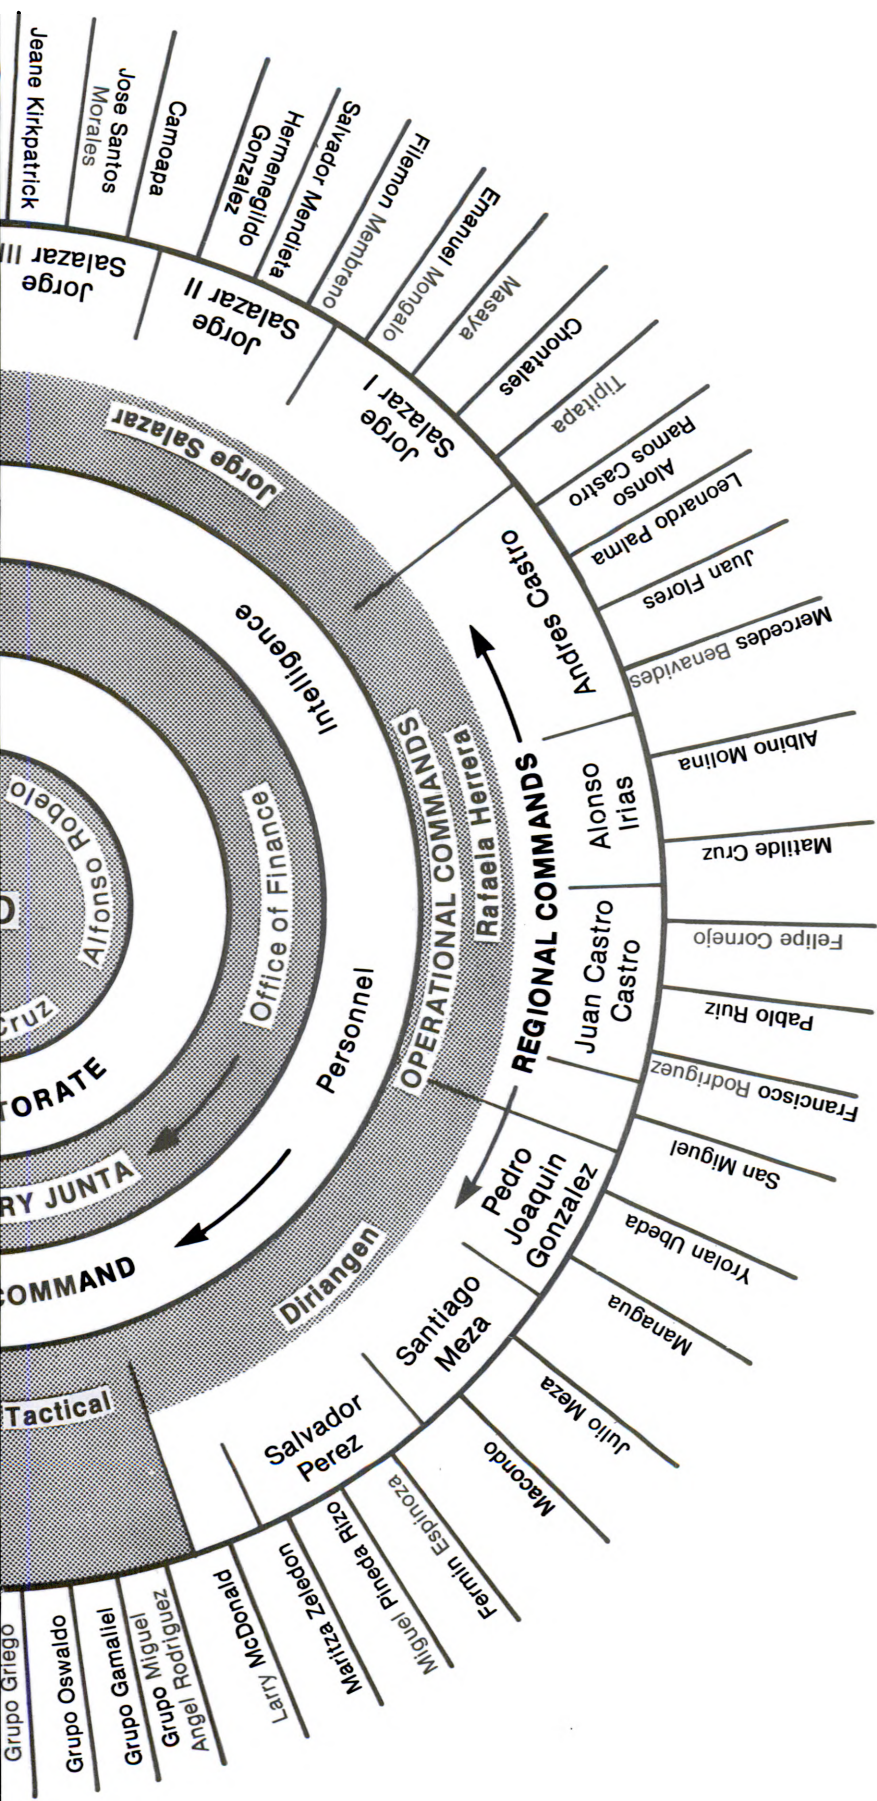 Jeane Kirkpatrick
Jose Santos
Morales
Camoapa
Hermenegildo
Gonzalez
Salvador Mendieta
Filemon Membreno
Emanuel Mongalo
Masaya
Chontales
Tipitapa
Ramos Castro
Alonso
Leonardo Palma
Juan Flores
Mercedes Benavides
Albino Molina
Matilde Cruz
Felipe Cornejo
Pablo Ruiz
Francisco Rodriguez
San Miguel
Yrolan Ubeda
Managua
Julio Meza
Macondo
Fermin Espinoza
Miguel Pineda Rizo
Maritza Zeledon
Larry McDonald
Grupo Miguel
Angel Rodriguez
Grupo Gamaliel
Grupo Oswaldo
Grupo Griego
Jorge
Salazar III
Jorge
Salazar II
Jorge
Salazar I
Andres Castro
Alonso
Irias
Juan Castro
Castro
Pedro
Joaquin
Gonzalez
Santiago
Meza
Salvador
Perez
REGIONAL COMMANDS
Jorge Salazar
Rafaela Herrera
OPERATIONAL COMMANDS
Diriangen
Tactical
Intelligence
Personnel
COMMAND
Office of Finance
RY JUNTA
TORATE
Alfonso Robelo
Cruz
O